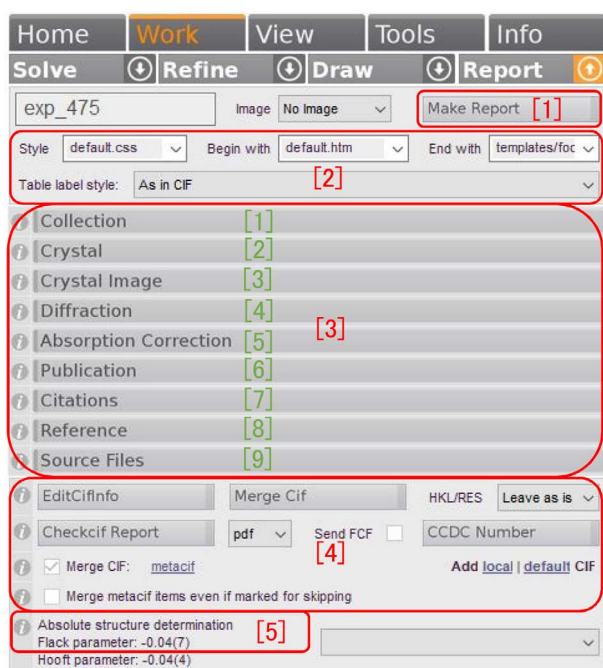 Home Work View Tools Info
Solve Refine Draw Report
exp_475 Image No Image Make Report [1]
Style default.css Begin with default.htm End with templates/foc
[2]
Table label style: As in CIF
Collection [1]
Crystal [2]
Crystal Image [3]
Diffraction [4]
[3]
Absorption Correction [5]
Publication [6]
Citations [7]
Reference [8]
Source Files [9]
EditCifInfo Merge Cif HKL/RES Leave as is
Checkcif Report pdf Send FCF CCDC Number
[4]
Merge CIF: metacif Add local | default CIF
Merge metacif items even if marked for skipping
Absolute structure determination [5]
Flack parameter: -0.04(7)
Hooft parameter: -0.04(4)